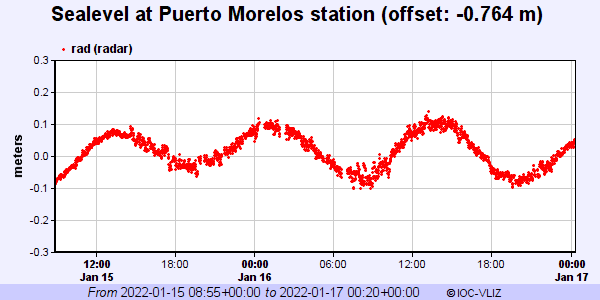 Sealevel at Puerto Morelos station (offset: -0.764 m)
rad (radar)
meters
0.3
0.2
0.1
0.0
-0.1
-0.2
-0.3
12:00 18:00 00:00 06:00 12:00 18:00 00:00
Jan 15 Jan 16 Jan 17
From 2022-01-15 08:55+00:00 to 2022-01-17 00:20+00:00 © IOC-VLIZ